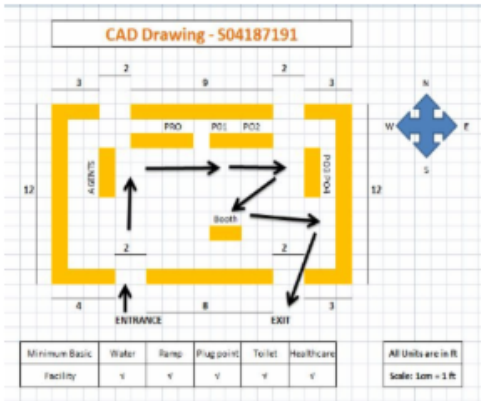 CAD Drawing - S04187191
2 2
3 9 3
N
PRO PO1 PO2
W E
AGENTS
PO3 PO4
S
12 12
Booth
2 2
4 8 3
ENTRANCE EXIT
Minimum Basic Water Ramp Plug point Toilet Healthcare
Facility √ √ √ √ √
All Units are in ft
Scale: 1cm = 1 ft